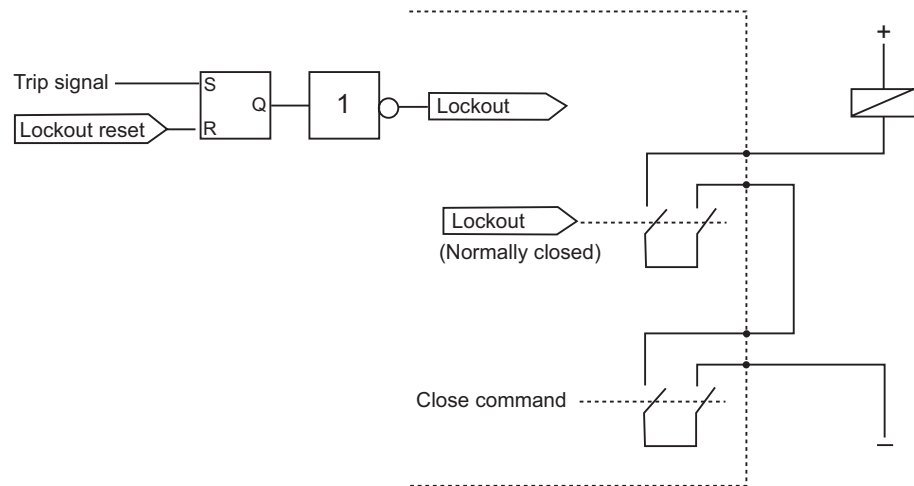 +
Trip signal
S
Q
1
Lockout
Lockout reset
R
Lockout
(Normally closed)
Close command
–